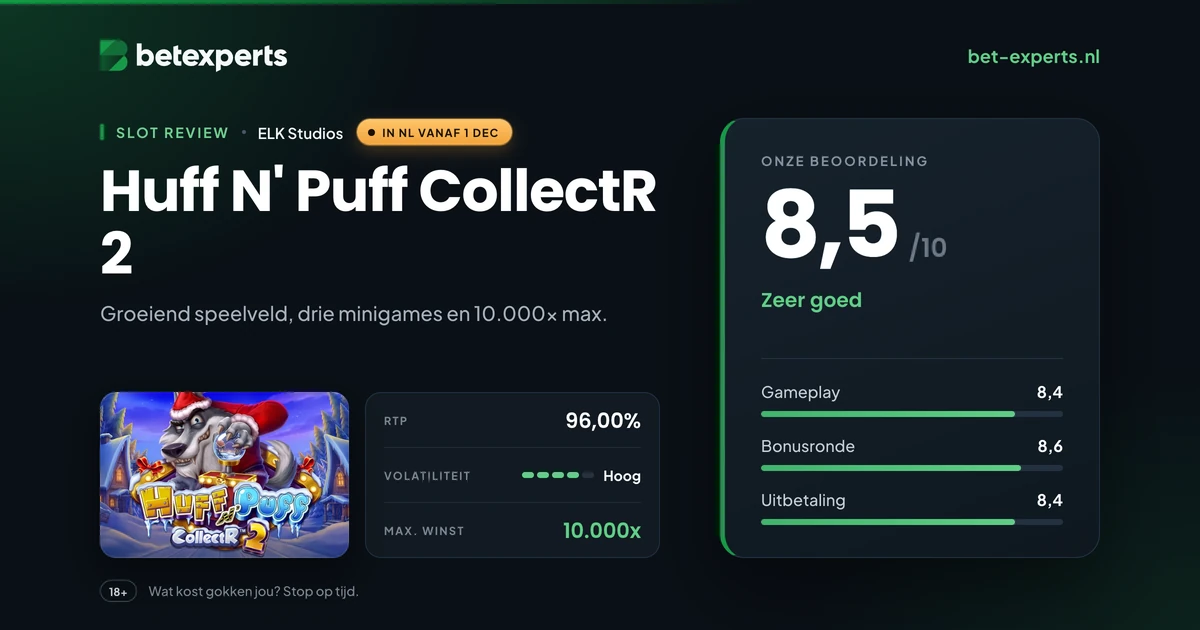 betexperts
bet-experts.nl
SLOT REVIEW • ELK Studios • IN NL VANAF 1 DEC
Huff N' Puff CollectR
2
Groeiend speelveld, drie minigames en 10.000× max.
Huff n' Puff
CollectR™ 2
RTP 96,00%
VOLATILITEIT Hoog
MAX. WINST 10.000x
18+ Wat kost gokken jou? Stop op tijd.
ONZE BEOORDELING
8,5 /10
Zeer goed
Gameplay 8,4
Bonusronde 8,6
Uitbetaling 8,4